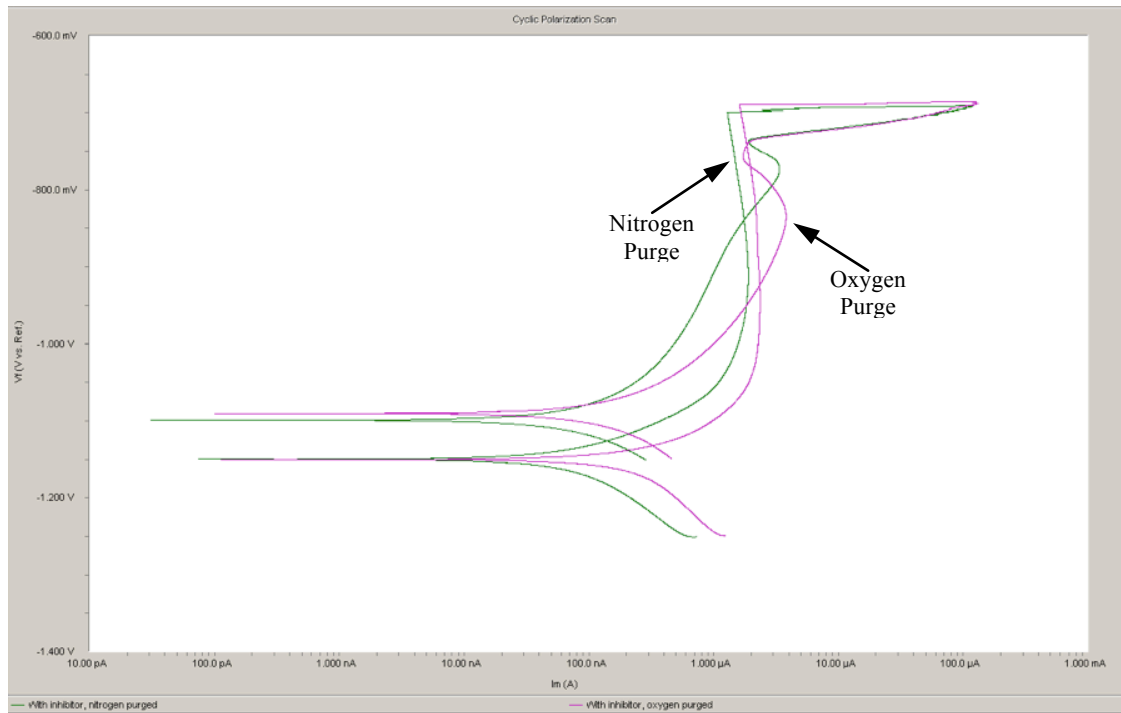 Cyclic Polarization Scan
-600.0 mV
-800.0 mV
-1.000 V
-1.200 V
-1.400 V
Vf (V vs. Ref.)
Nitrogen
Purge
Oxygen
Purge
10.00 pA 100.0 pA 1.000 nA 10.00 nA 100.0 nA 1.000 µA 10.00 µA 100.0 µA 1.000 mA
Im (A)
With inhibitor, nitrogen purged With inhibitor, oxygen purged